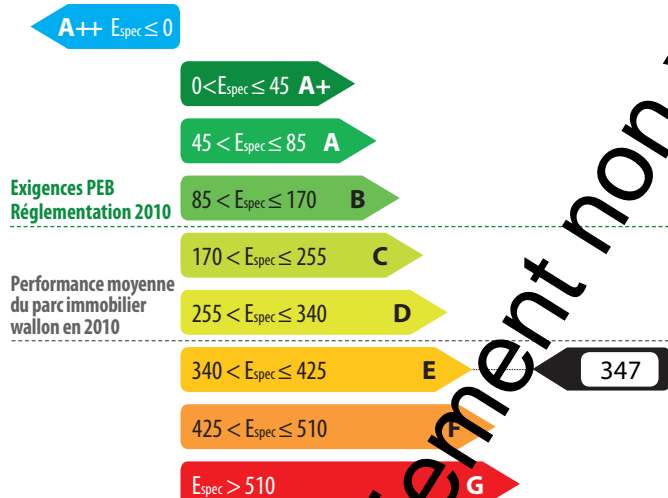 A++ Espec ≤ 0
0<Espec ≤ 45 A+
45 < Espec ≤ 85 A
Exigences PEB
Réglementation 2010
85 < Espec ≤ 170 B
170 < Espec ≤ 255 C
Performance moyenne
du parc immobilier
wallon en 2010
255 < Espec ≤ 340 D
340 < Espec ≤ 425 E
347
425 < Espec ≤ 510 F
Espec > 510 G
ement non